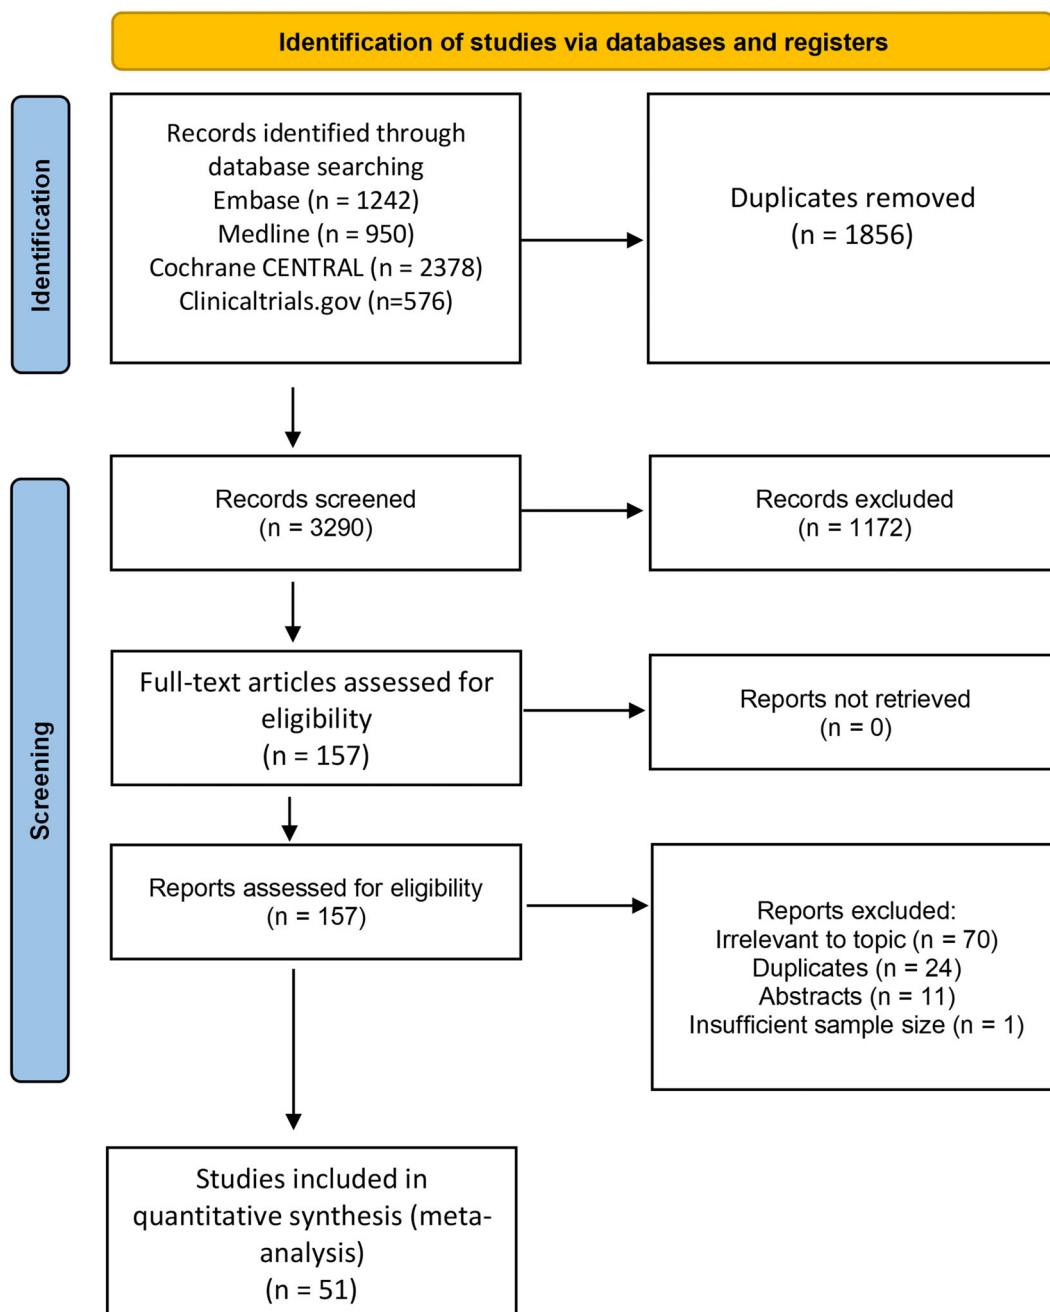 Identification of studies via databases and registers
Identification
Records identified through
database searching
Embase (n = 1242)
Medline (n = 950)
Cochrane CENTRAL (n = 2378)
Clinicaltrials.gov (n=576)
Duplicates removed
(n = 1856)
Screening
Records screened
(n = 3290)
Records excluded
(n = 1172)
Full-text articles assessed for
eligibility
(n = 157)
Reports not retrieved
(n = 0)
Reports assessed for eligibility
(n = 157)
Reports excluded:
Irrelevant to topic (n = 70)
Duplicates (n = 24)
Abstracts (n = 11)
Insufficient sample size (n = 1)
Studies included in
quantitative synthesis (meta-
analysis)
(n = 51)